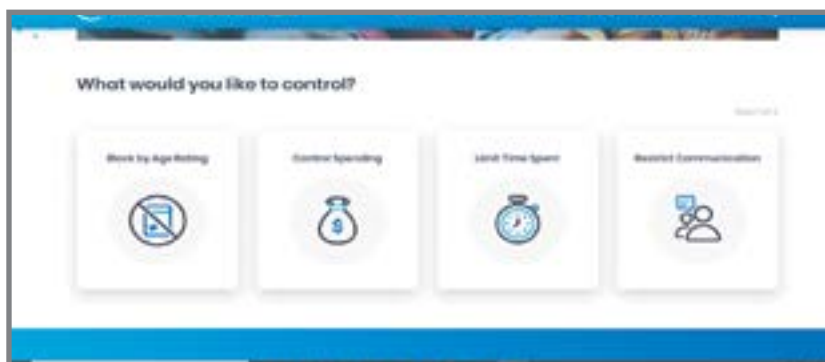 What would you like to control?
Block by Age Rating
Control Spending
Limit Time Spent
Restrict Communication
$